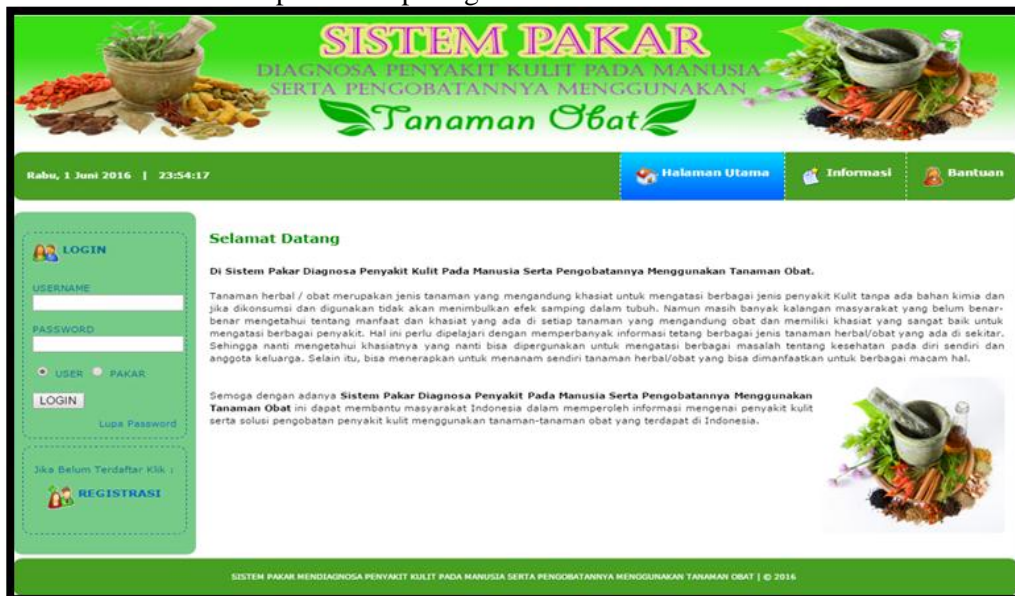 SISTEM PAKAR
DIAGNOSA PENYAKIT KULIT PADA MANUSIA
SERTA PENGOBATANNYA MENGGUNAKAN
Tanaman Obat
Rabu, 1 Juni 2016 | 23:54:17
Halaman Utama
Informasi
Bantuan
LOGIN
USERNAME
PASSWORD
USER PAKAR
LOGIN
Lupa Password
Jika Belum Terdaftar Klik :
REGISTRASI
Selamat Datang
Di Sistem Pakar Diagnosa Penyakit Kulit Pada Manusia Serta Pengobatannya Menggunakan Tanaman Obat.
Tanaman herbal / obat merupakan jenis tanaman yang mengandung khasiat untuk mengatasi berbagai jenis penyakit Kulit tanpa ada bahan kimia dan
jika dikonsumsi dan digunakan tidak akan menimbulkan efek samping dalam tubuh. Namun masih banyak kalangan masyarakat yang belum benar-
benar mengetahui tentang manfaat dan khasiat yang ada di setiap tanaman yang mengandung obat dan memiliki khasiat yang sangat baik untuk
mengatasi berbagai penyakit. Hal ini perlu dipelajari dengan memperbanyak informasi tetang berbagai jenis tanaman herbal/obat yang ada di sekitar.
Sehingga nanti mengetahui khasiatnya yang nanti bisa dipergunakan untuk mengatasi berbagai masalah tentang kesehatan pada diri sendiri dan
anggota keluarga. Selain itu, bisa menerapkan untuk menanam sendiri tanaman herbal/obat yang bisa dimanfaatkan untuk berbagai macam hal.
Semoga dengan adanya Sistem Pakar Diagnosa Penyakit Pada Manusia Serta Pengobatannya Menggunakan
Tanaman Obat ini dapat membantu masyarakat Indonesia dalam memperoleh informasi mengenai penyakit kulit
serta solusi pengobatan penyakit kulit menggunakan tanaman-tanaman obat yang terdapat di Indonesia.
SISTEM PAKAR MENDIAGNOSA PENYAKIT KULIT PADA MANUSIA SERTA PENGOBATANNYA MENGGUNAKAN TANAMAN OBAT | © 2016